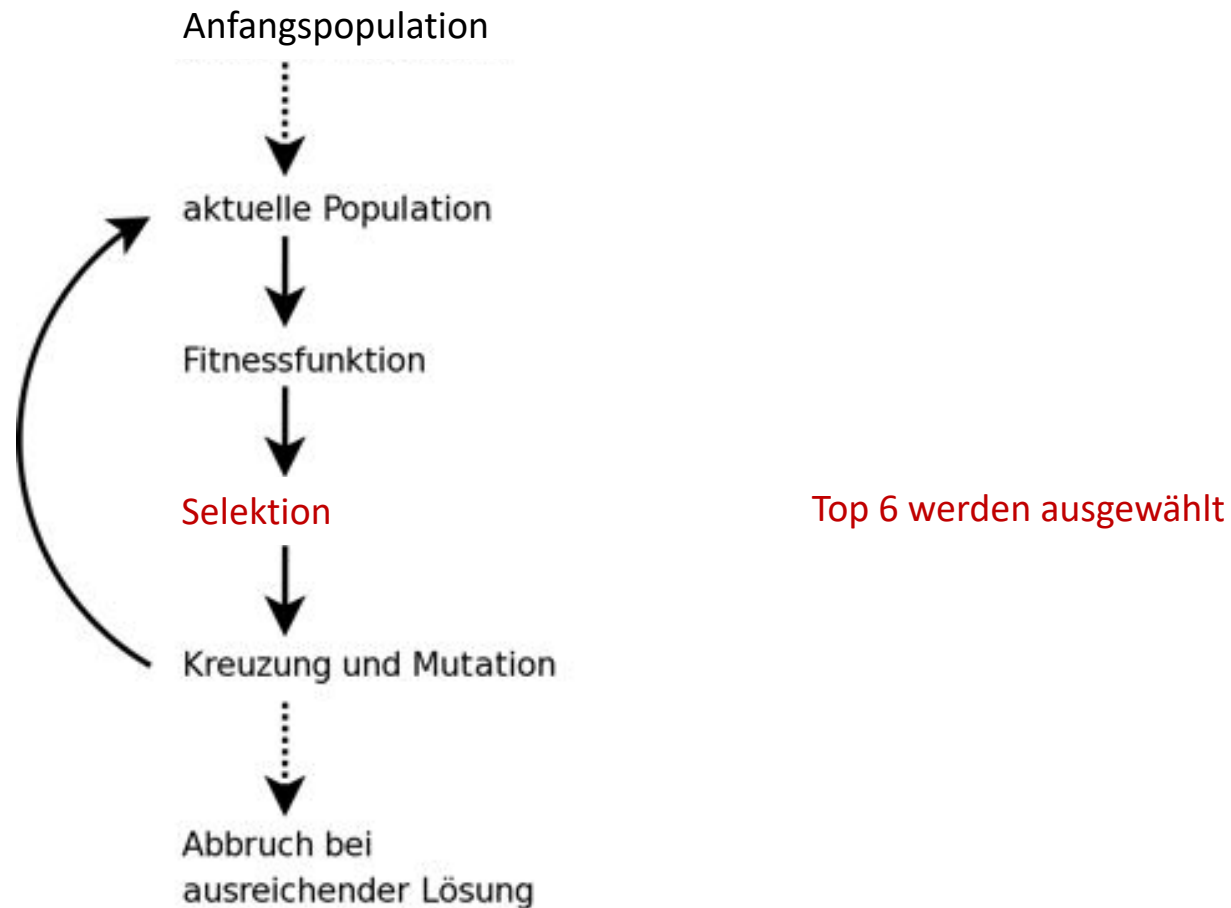 Anfangspopulation
aktuelle Population
Fitnessfunktion
Selektion
Top 6 werden ausgewählt
Kreuzung und Mutation
Abbruch bei
ausreichender Lösung